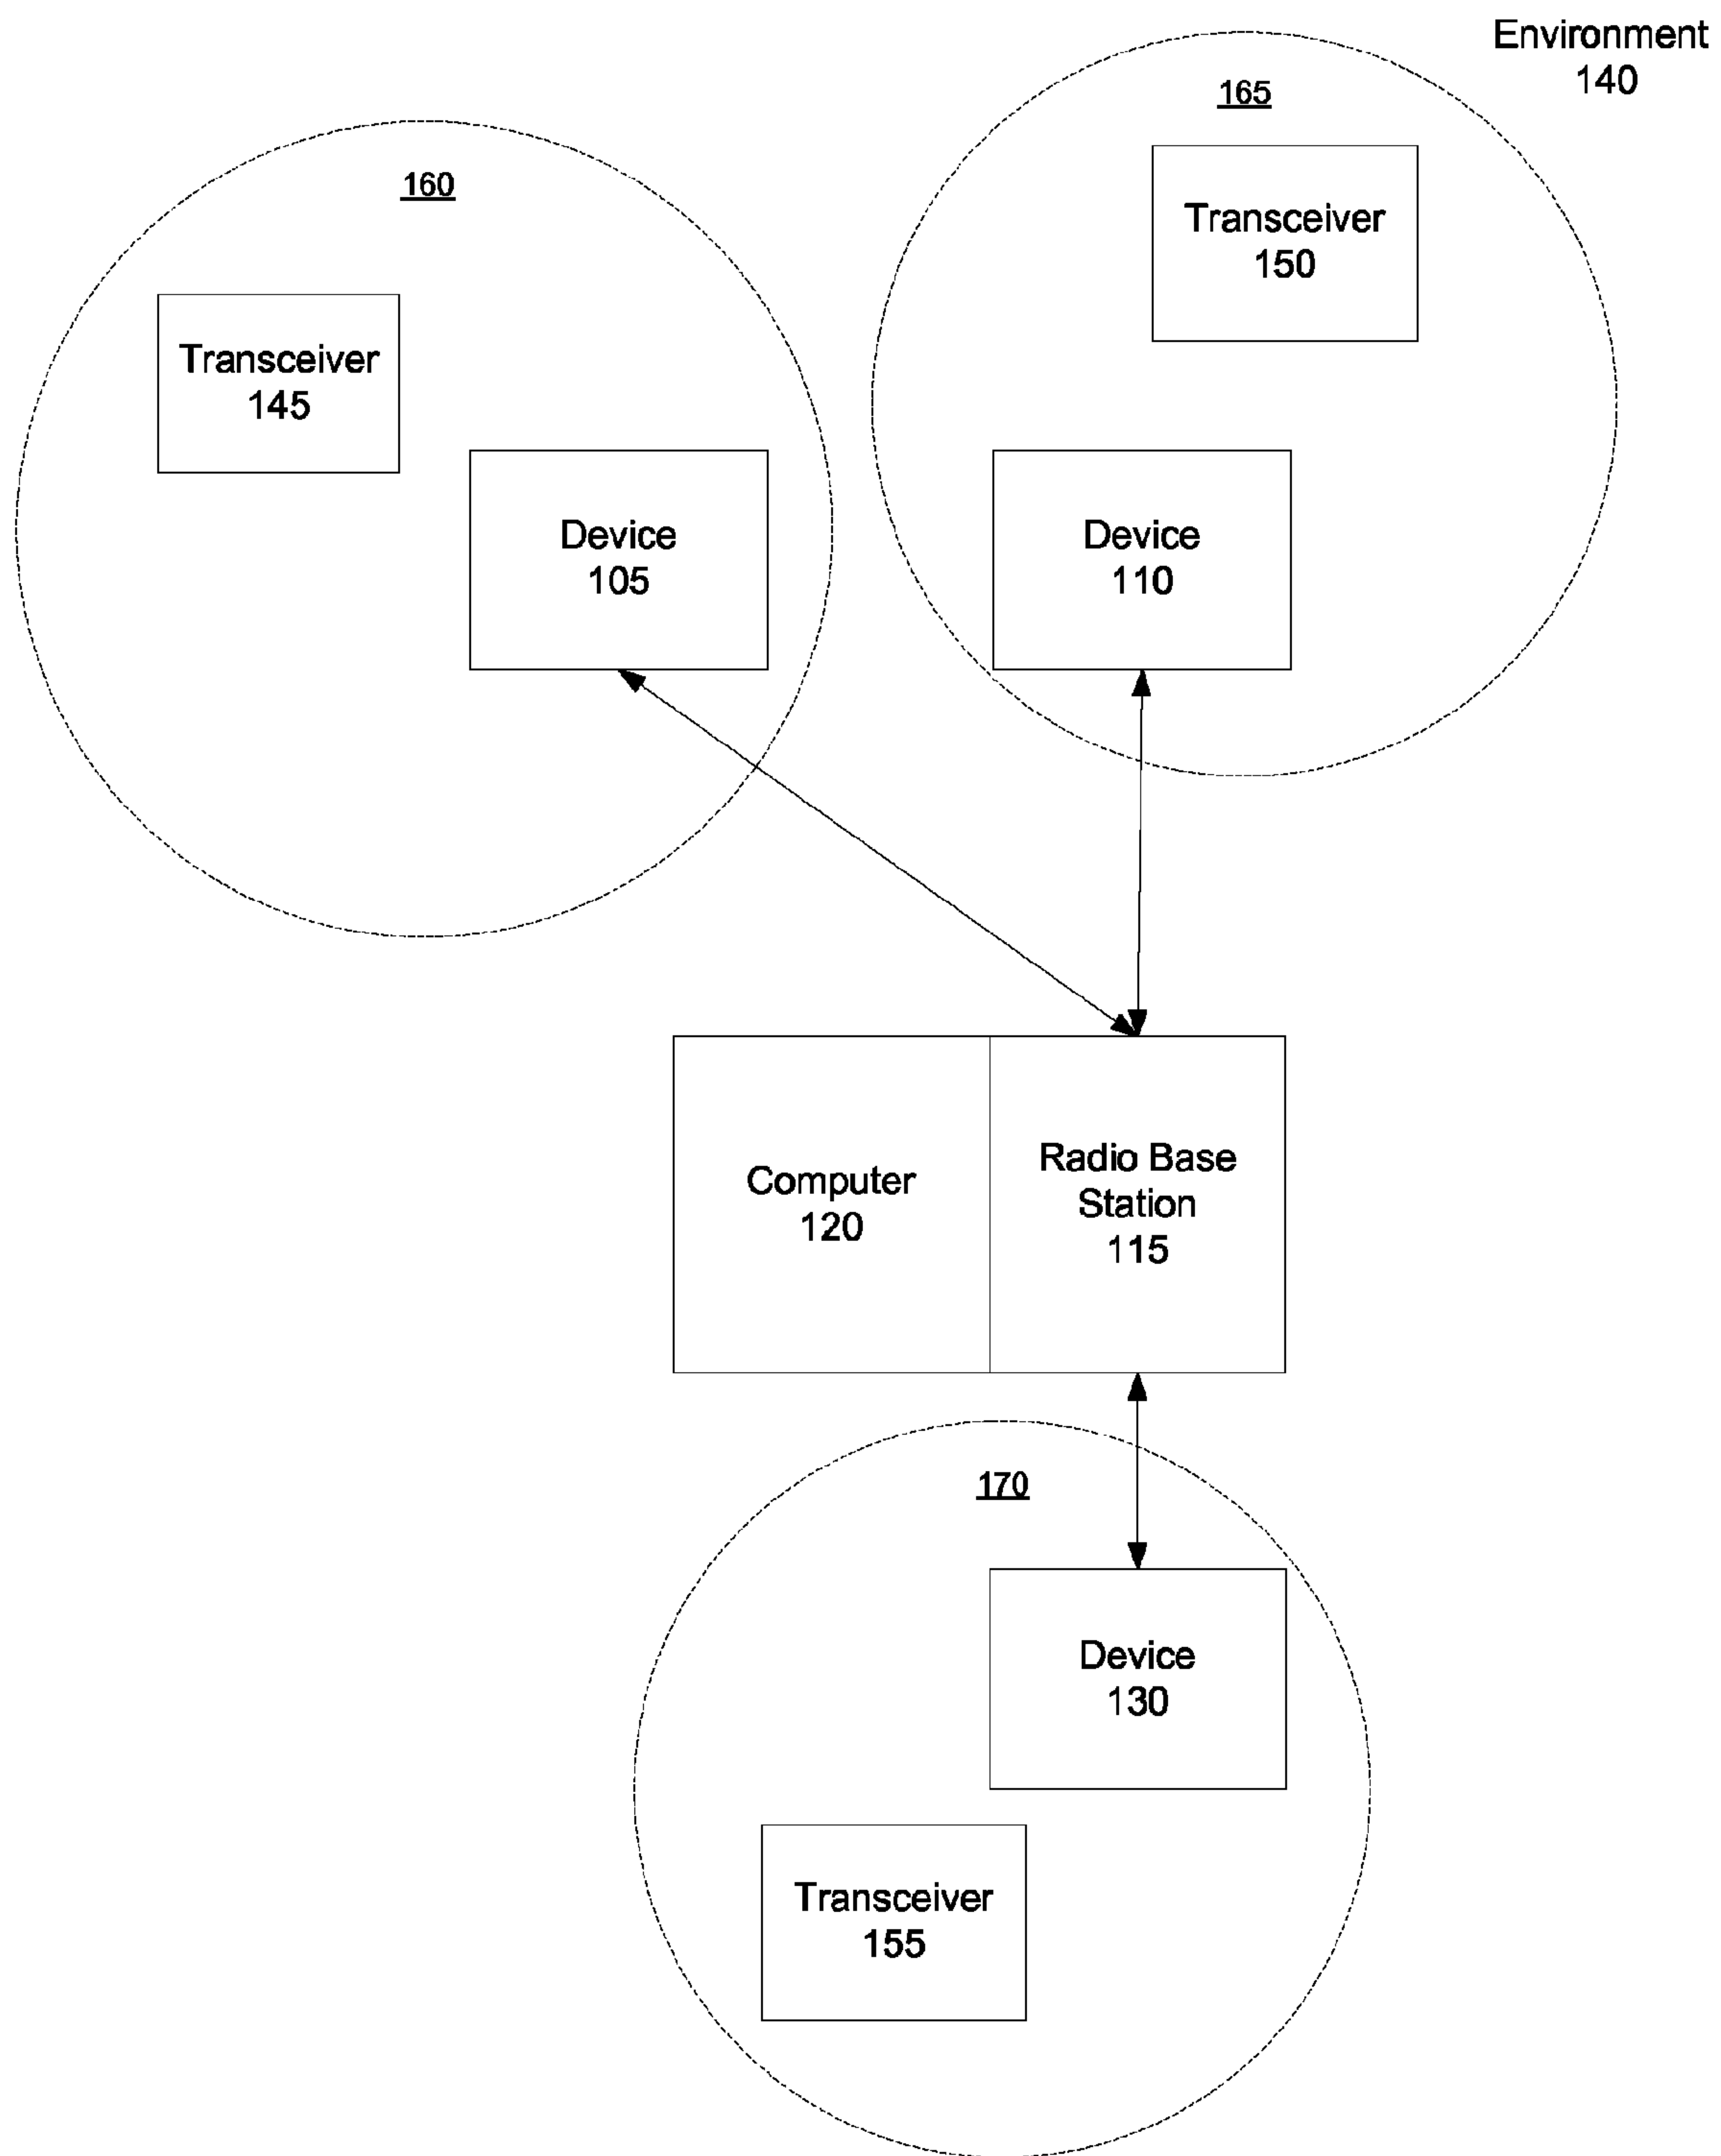 Environment
140
165
160
Transceiver
150
Transceiver
145
Device
105
Device
110
Computer
120
Radio Base
Station
115
170
Device
130
Transceiver
155